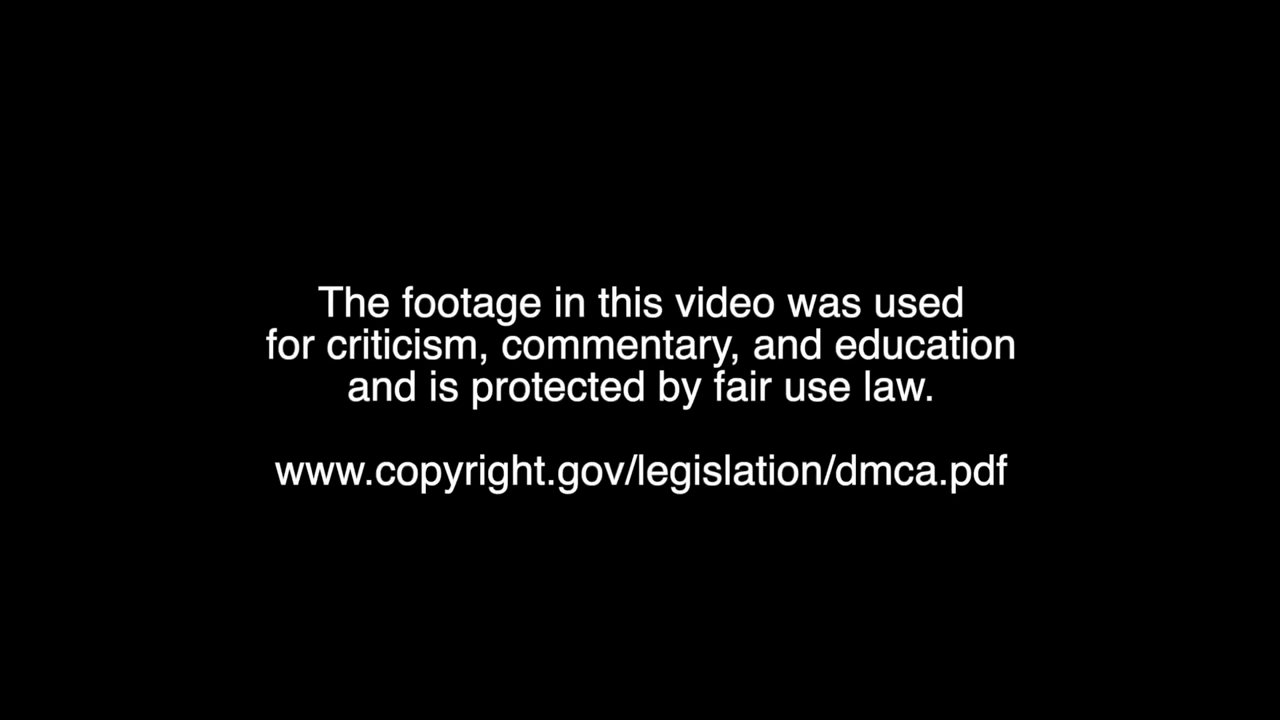 The footage in this video was used
for criticism, commentary, and education
and is protected by fair use law.
www.copyright.gov/legislation/dmca.pdf